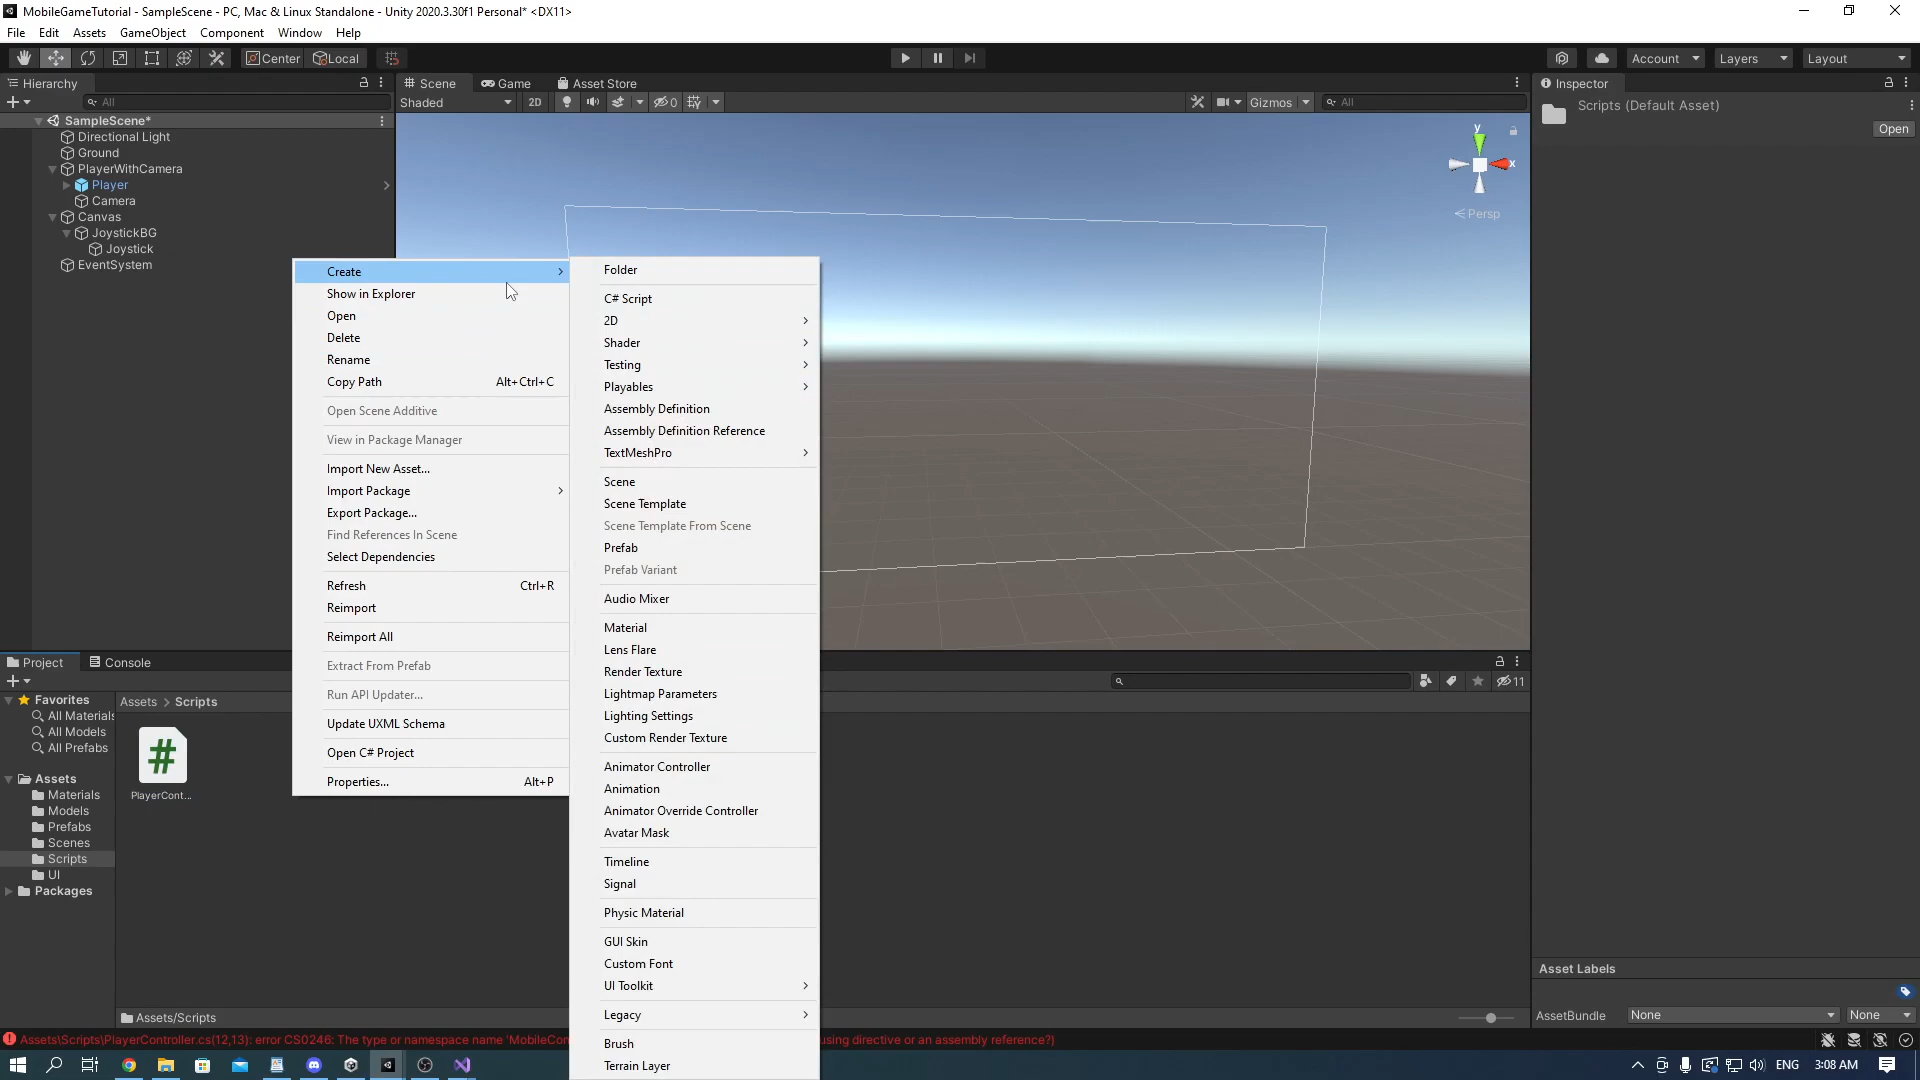 MobileGameTutorial - SampleScene - PC, Mac & Linux Standalone - Unity 2020.3.30f1 Personal* <DX11>
File Edit Assets GameObject Component Window Help
Center Local Account Layers Layout
Hierarchy
All
SampleScene*
Directional Light
Ground
PlayerWithCamera
Player
Camera
Canvas
JoystickBG
Joystick
EventSystem
Scene Game Asset Store
Shaded 2D 0 Gizmos All
y
x
Persp
Inspector
Scripts (Default Asset)
Open
Create
Show in Explorer
Open
Delete
Rename
Copy Path Alt+Ctrl+C
Open Scene Additive
View in Package Manager
Import New Asset...
Import Package
Export Package...
Find References In Scene
Select Dependencies
Refresh Ctrl+R
Reimport
Reimport All
Extract From Prefab
Run API Updater...
Update UXML Schema
Open C# Project
Properties... Alt+P
Folder
C# Script
2D
Shader
Testing
Playables
Assembly Definition
Assembly Definition Reference
TextMeshPro
Scene
Scene Template
Scene Template From Scene
Prefab
Prefab Variant
Audio Mixer
Material
Lens Flare
Render Texture
Lightmap Parameters
Lighting Settings
Custom Render Texture
Animator Controller
Animation
Animator Override Controller
Avatar Mask
Timeline
Signal
Physic Material
GUI Skin
Custom Font
UI Toolkit
Legacy
Brush
Terrain Layer
Project Console
11
Favorites
All Materials
All Models
All Prefabs
Assets
Materials
Models
Prefabs
Scenes
Scripts
UI
Packages
Assets > Scripts
#
PlayerCont...
Assets/Scripts
Asset Labels
AssetBundle None None
Assets\Scripts\PlayerController.cs(12,13): error CS0246: The type or namespace name 'MobileCon
using directive or an assembly reference?)
ENG 3:08 AM